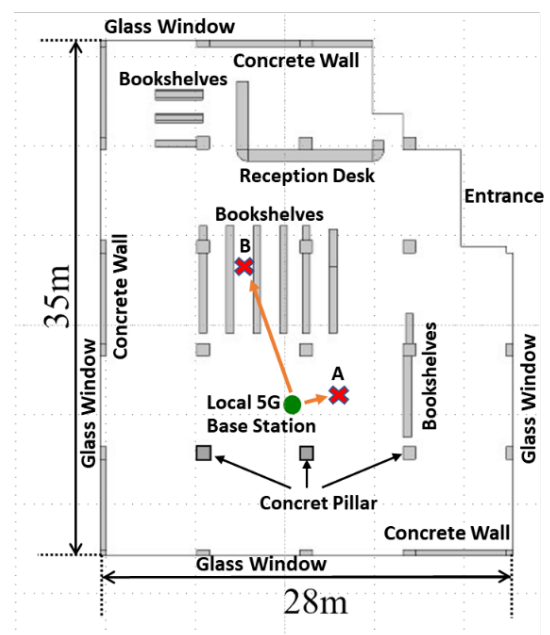 Glass Window
Concrete Wall
Bookshelves
Reception Desk
Entrance
Bookshelves
B
Concrete Wall
35m
A
Local 5G
Base Station
Bookshelves
Glass Window
Glass Window
Concret Pillar
Concrete Wall
Glass Window
28m